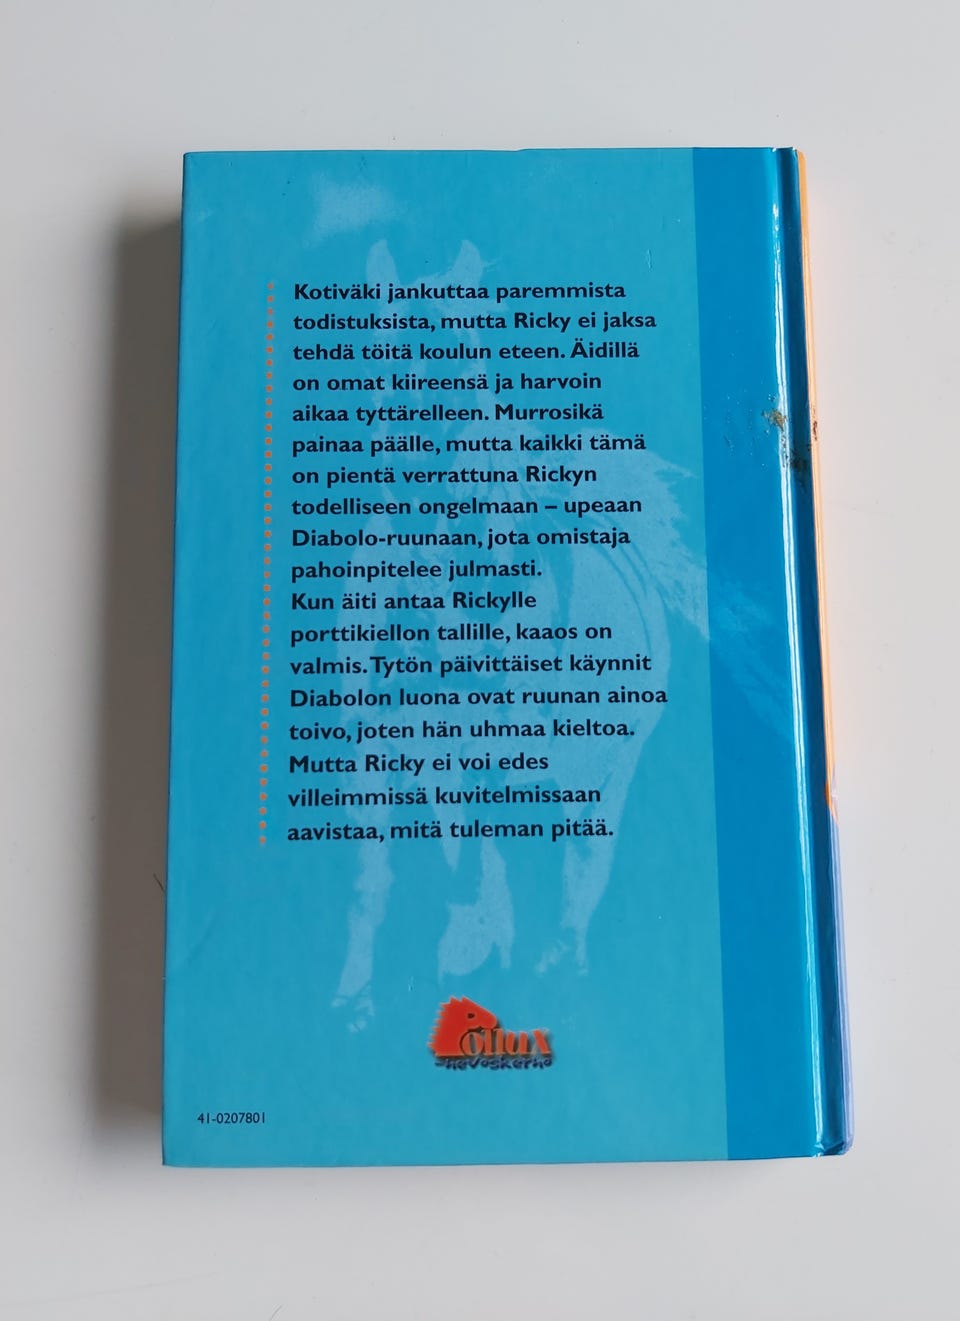 Kotiväki jankuttaa paremmista
todistuksista, mutta Ricky ei jaksa
tehdä töitä koulun eteen. Äidillä
on omat kiireensä ja harvoin
aikaa tyttärelleen. Murrosikä
painaa päälle, mutta kaikki tämä
on pientä verrattuna Rickyn
todelliseen ongelmaan – upeaan
Diabolo-ruunaan, jota omistaja
pahoinpitelee julmasti.
Kun äiti antaa Rickylle
porttikiellon tallille, kaaos on
valmis. Tytön päivittäiset käynnit
Diabolon luona ovat ruunan ainoa
toivo, joten hän uhmaa kieltoa.
Mutta Ricky ei voi edes
villeimmissä kuvitelmissaan
aavistaa, mitä tuleman pitää.
Pollux
-hevoskerho
41-0207801